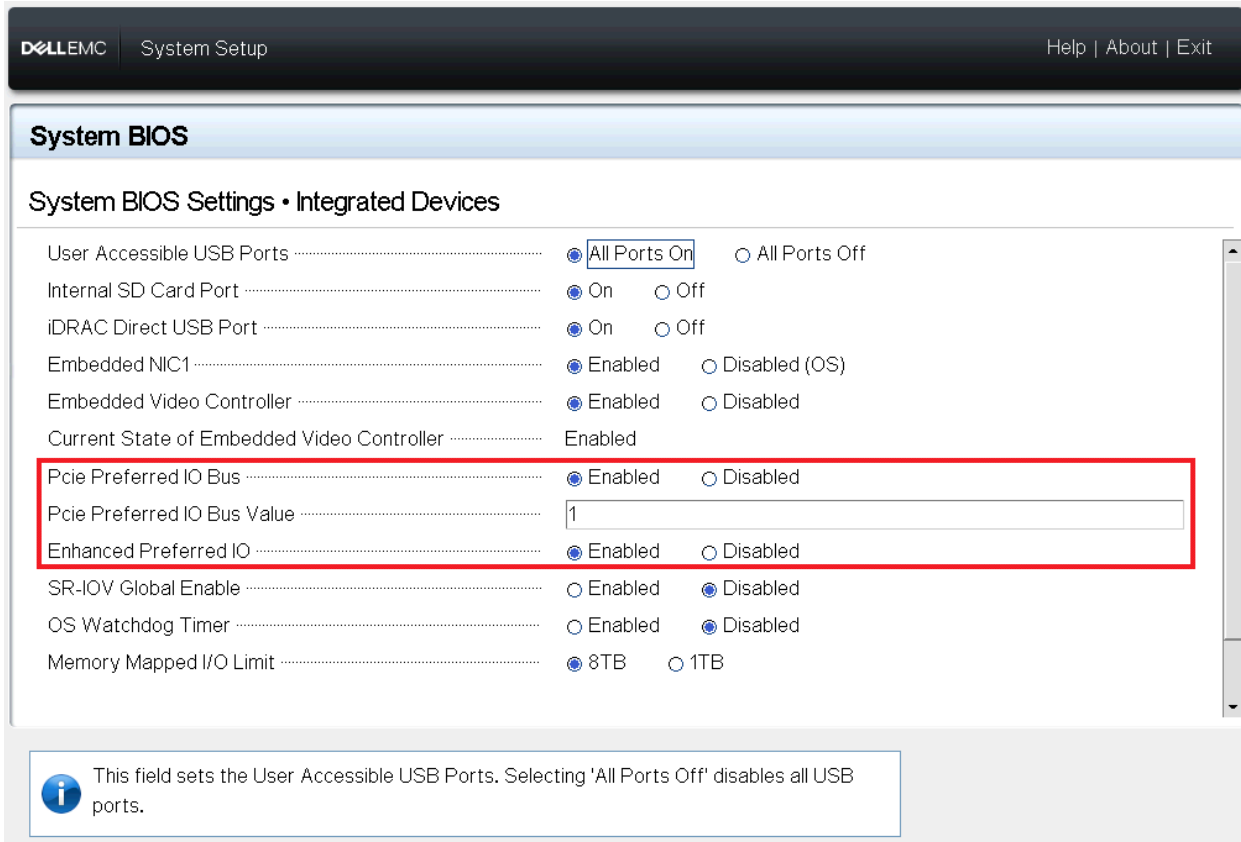 DELLEMC System Setup Help | About | Exit
System BIOS
System BIOS Settings • Integrated Devices
User Accessible USB Ports All Ports On All Ports Off
Internal SD Card Port On Off
iDRAC Direct USB Port On Off
Embedded NIC1 Enabled Disabled (OS)
Embedded Video Controller Enabled Disabled
Current State of Embedded Video Controller Enabled
Pcie Preferred IO Bus Enabled Disabled
Pcie Preferred IO Bus Value 1
Enhanced Preferred IO Enabled Disabled
SR-IOV Global Enable Enabled Disabled
OS Watchdog Timer Enabled Disabled
Memory Mapped I/O Limit 8TB 1TB
This field sets the User Accessible USB Ports. Selecting 'All Ports Off' disables all USB
ports.